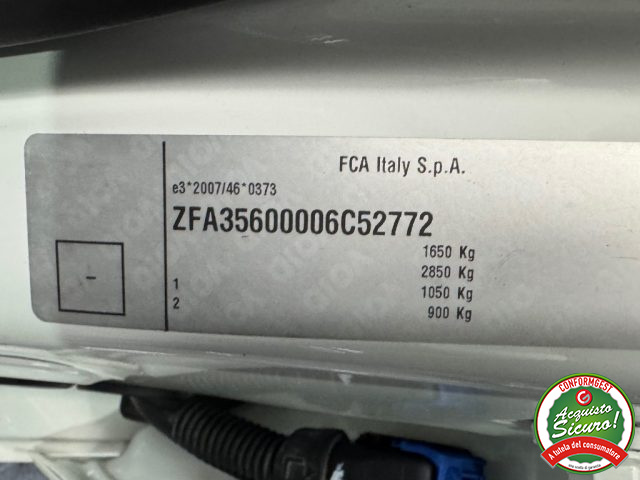 FCA Italy S.p.A.
e3*2007/46*0373
ZFA35600006C52772
1650 Kg
2850 Kg
1 1050 Kg
2 900 Kg
-
CONFORMGEST
Acquisto
Sicuro!
A tutela del consumatore